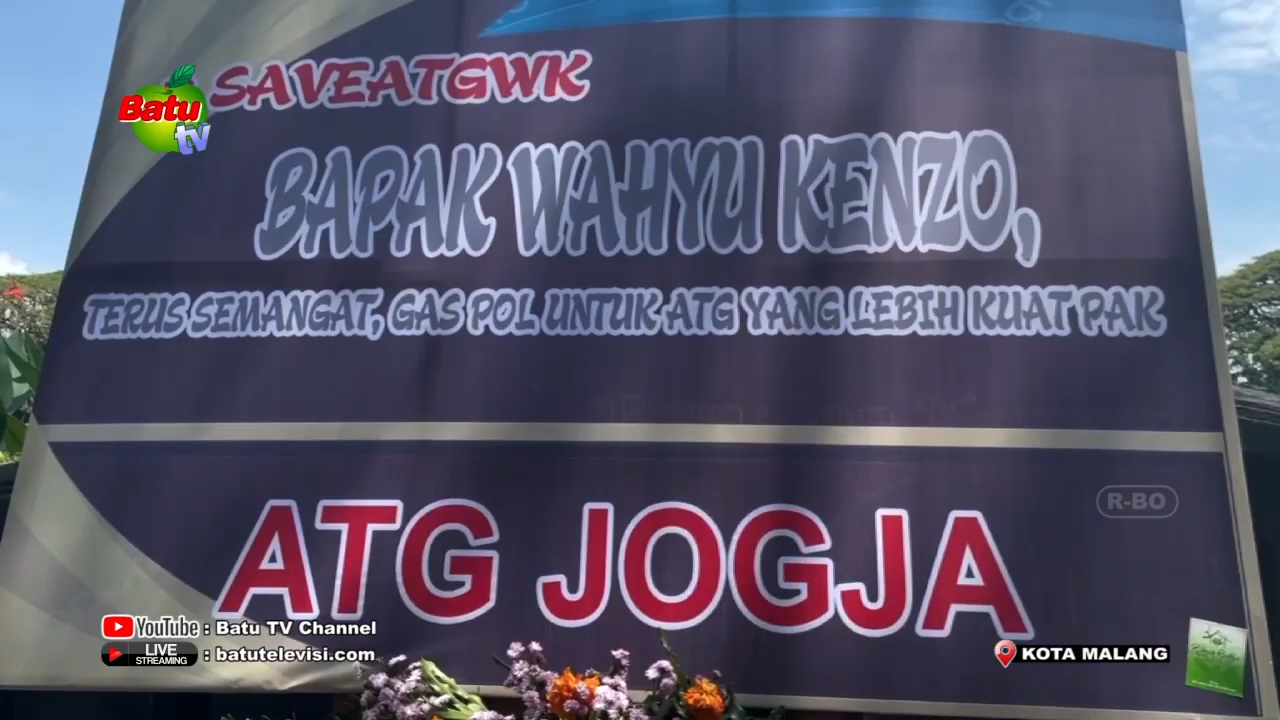 SAVEATGWK
Batu
tv
BAPAK WAHYU KENZO,
TERUS SEMANGAT, GAS POL UNTUK ATG YANG LEBIH KUAT PAK
R-BO
ATG JOGJA
YouTube : Batu TV Channel
LIVE STREAMING : batutelevisi.com
KOTA MALANG